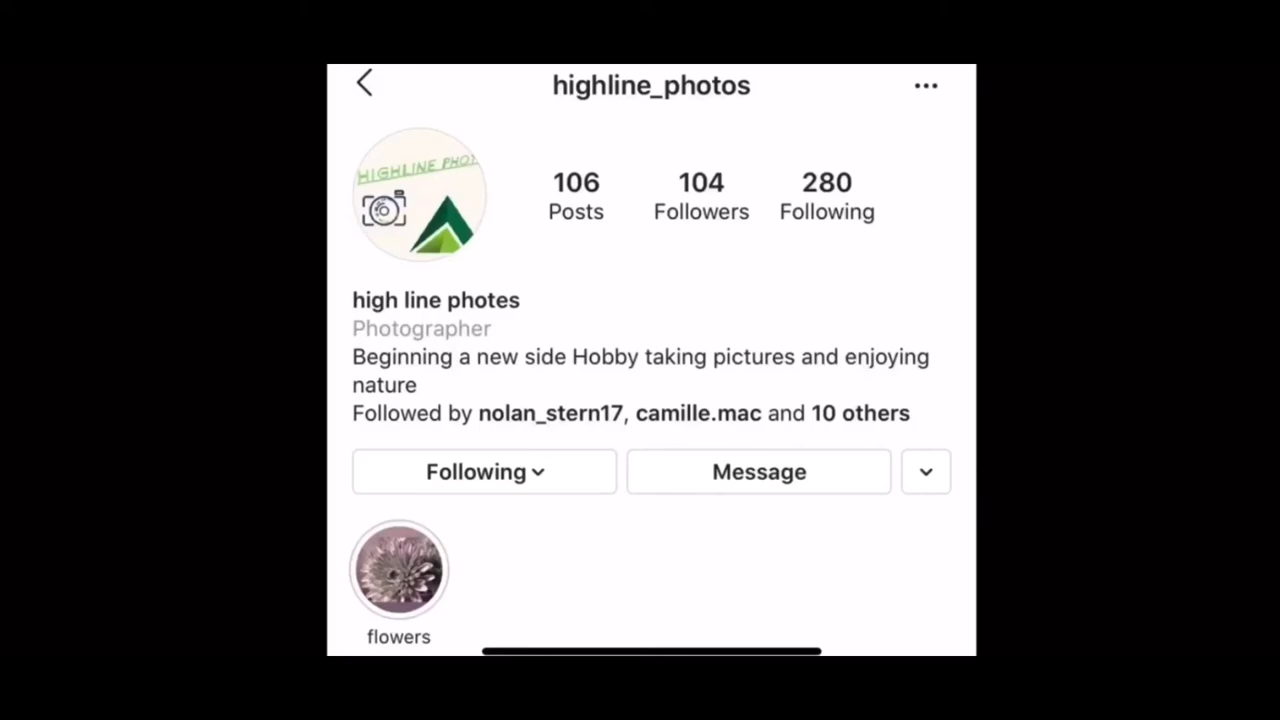 highline_photos
HIGHLINE PHOT
106 104 280
Posts Followers Following
high line photes
Photographer
Beginning a new side Hobby taking pictures and enjoying
nature
Followed by nolan_stern17, camille.mac and 10 others
Following Message
flowers